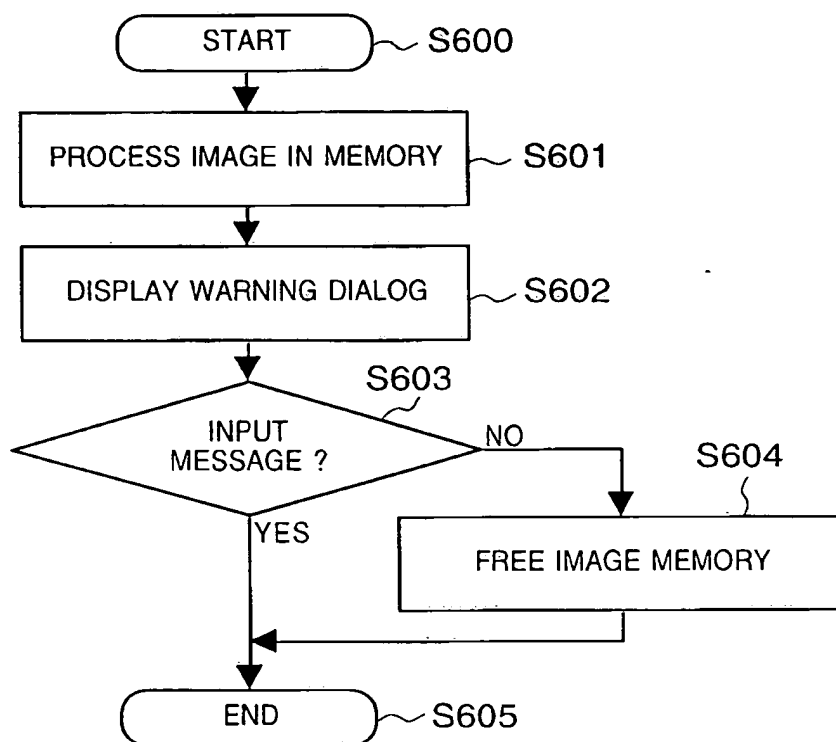 START
S600
PROCESS IMAGE IN MEMORY
S601
DISPLAY WARNING DIALOG
S602
S603
INPUT
MESSAGE ?
NO
S604
YES
FREE IMAGE MEMORY
END
S605